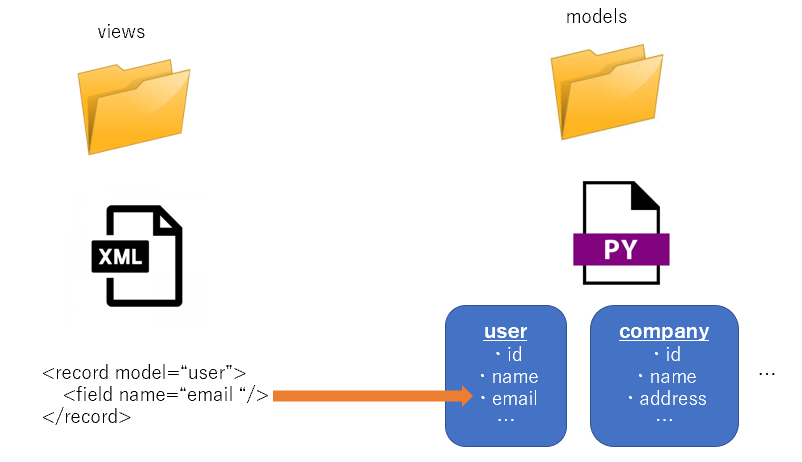 views
models
XML
PY
<record model=“user”>
<field name=“email “/>
</record>
user
・id
・name
・email
…
company
・id
・name
・address
…
…